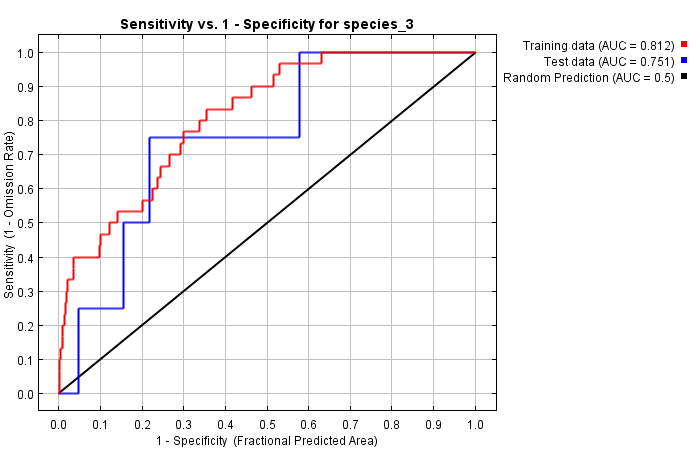 Sensitivity vs. 1 - Specificity for species_3
Training data (AUC = 0.812)
Test data (AUC = 0.751)
Random Prediction (AUC = 0.5)
Sensitivity (1 - Omission Rate)
1.0
0.9
0.8
0.7
0.6
0.5
0.4
0.3
0.2
0.1
0.0
0.0 0.1 0.2 0.3 0.4 0.5 0.6 0.7 0.8 0.9 1.0
1 - Specificity (Fractional Predicted Area)